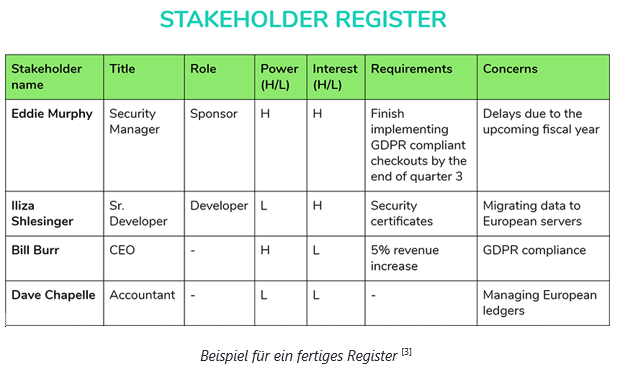 STAKEHOLDER REGISTER
Stakeholder name Title Role Power (H/L) Interest (H/L) Requirements Concerns
Eddie Murphy Security Manager Sponsor H H Finish implementing GDPR compliant checkouts by the end of quarter 3 Delays due to the upcoming fiscal year
Iliza Shlesinger Sr. Developer Developer L H Security certificates Migrating data to European servers
Bill Burr CEO - H L 5% revenue increase GDPR compliance
Dave Chapelle Accountant - L L - Managing European ledgers
Beispiel für ein fertiges Register [3]